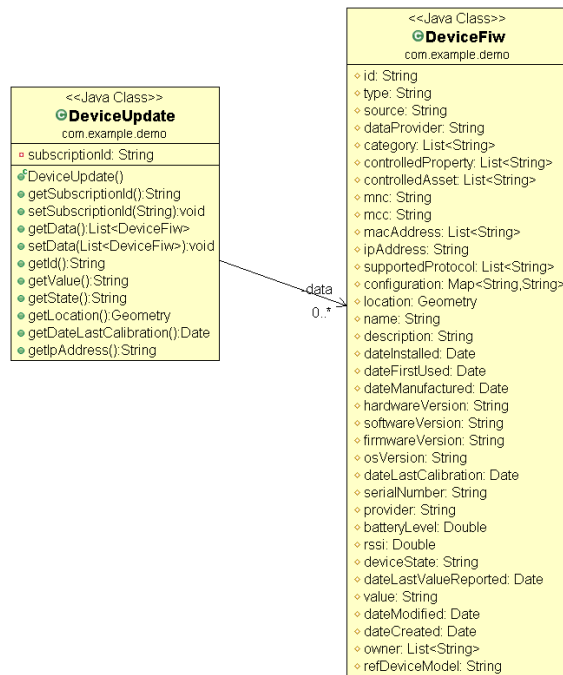 <<Java Class>>
DeviceUpdate
com.example.demo
subscriptionId: String
DeviceUpdate()
getSubscriptionId():String
setSubscriptionId(String):void
getData():List<DeviceFiw>
setData(List<DeviceFiw>):void
getId():String
getValue():String
getState():String
getLocation():Geometry
getDateLastCalibration():Date
getIpAddress():String
-data
0..*
<<Java Class>>
DeviceFiw
com.example.demo
id: String
type: String
source: String
dataProvider: String
category: List<String>
controlledProperty: List<String>
controlledAsset: List<String>
mnc: String
mcc: String
macAddress: List<String>
ipAddress: String
supportedProtocol: List<String>
configuration: Map<String,String>
location: Geometry
name: String
description: String
dateInstalled: Date
dateFirstUsed: Date
dateManufactured: Date
hardwareVersion: String
softwareVersion: String
firmwareVersion: String
osVersion: String
dateLastCalibration: Date
serialNumber: String
provider: String
batteryLevel: Double
rssi: Double
deviceState: String
dateLastValueReported: Date
value: String
dateModified: Date
dateCreated: Date
owner: List<String>
refDeviceModel: String